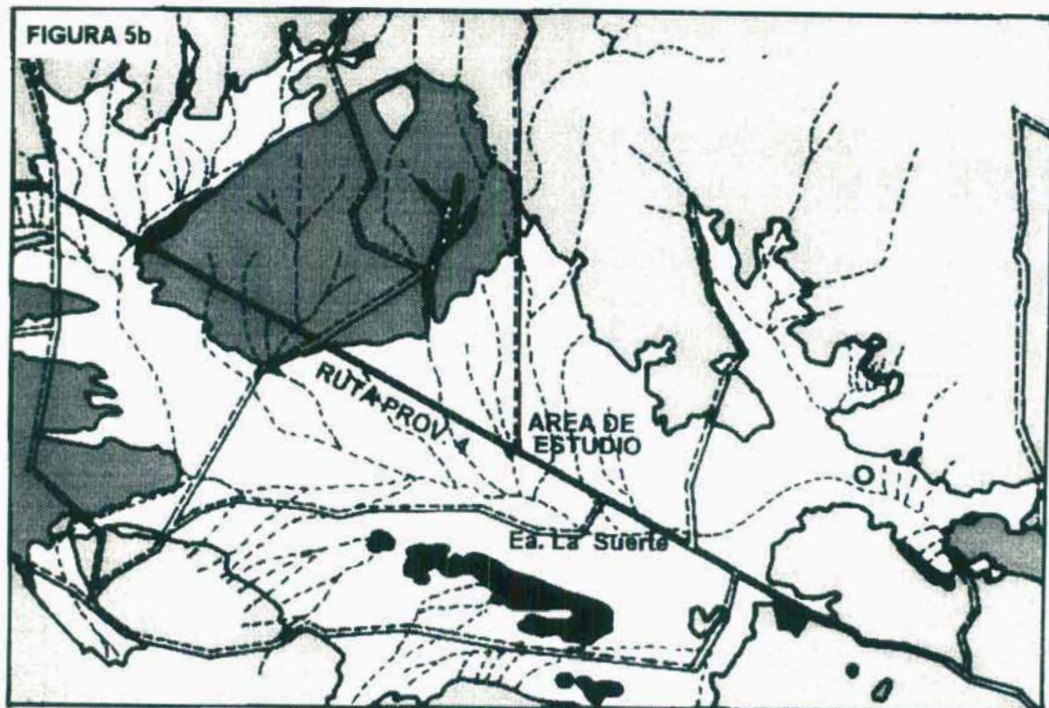 FIGURA 5b
RUTA PROV. 4
AREA DE
ESTUDIO
Ea. La Suerte